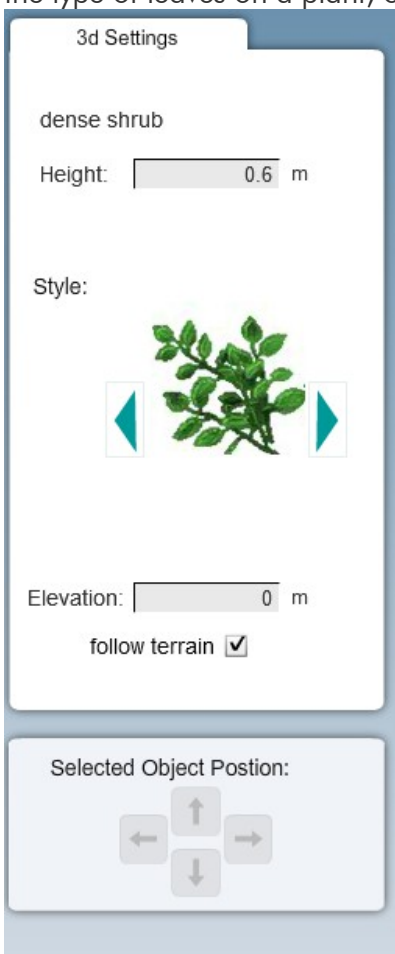 3d Settings
dense shrub
Height: 0.6 m
Style:
Elevation: 0 m
follow terrain
Selected Object Postion: